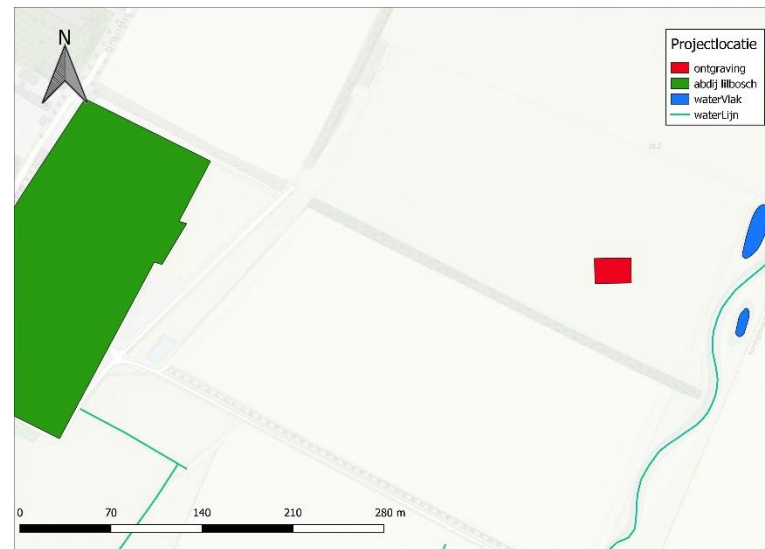 N
Projectlocatie
ontgraving
abdij lilbosch
waterVlak
waterLijn
0 70 140 210 280 m